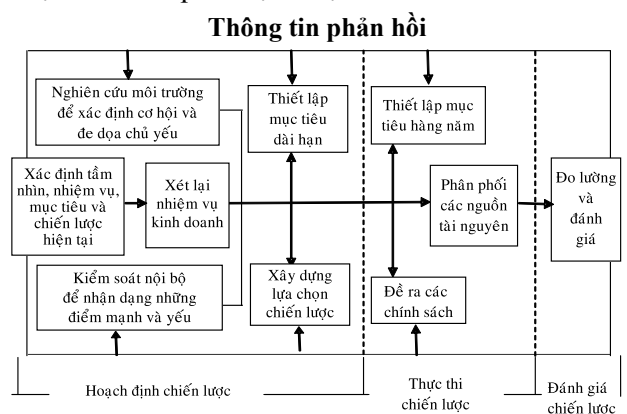 Thông tin phản hồi
Nghiên cứu môi trường
để xác định cơ hội và
đe dọa chủ yếu
Thiết lập
mục tiêu
dài hạn
Thiết lập mục
tiêu hàng năm
Xác định tầm
nhìn, nhiệm vụ,
mục tiêu và
chiến lược
hiện tại
Xét lại
nhiệm vụ
kinh doanh
Phân phối
các nguồn
tài nguyên
Đo lường
và
đánh
giá
Kiểm soát nội bộ
để nhận dạng những
điểm mạnh và yếu
Xây dựng
lựa chọn
chiến lược
Đề ra các
chính sách
Hoạch định chiến lược
Thực thi
chiến lược
Đánh giá
chiến lược